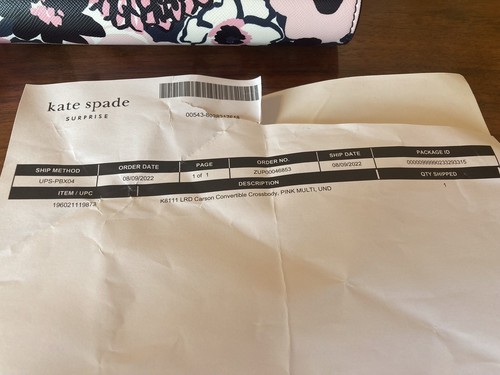 kate spade
SURPRISE
SHIP METHOD ORDER DATE PAGE ORDER NO. SHIP DATE PACKAGE ID
UPS-PBX04 08/09/2022 1 of 1 ZUP00046853 08/09/2022 00000999990233293315
ITEM / UPC DESCRIPTION QTY SHIPPED
196021119873 K8111 LRD Carson Convertible Crossbody, PINK MULTI, UND 1